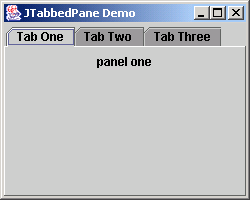 JTabbedPane Demo
Tab One Tab Two Tab Three
panel one